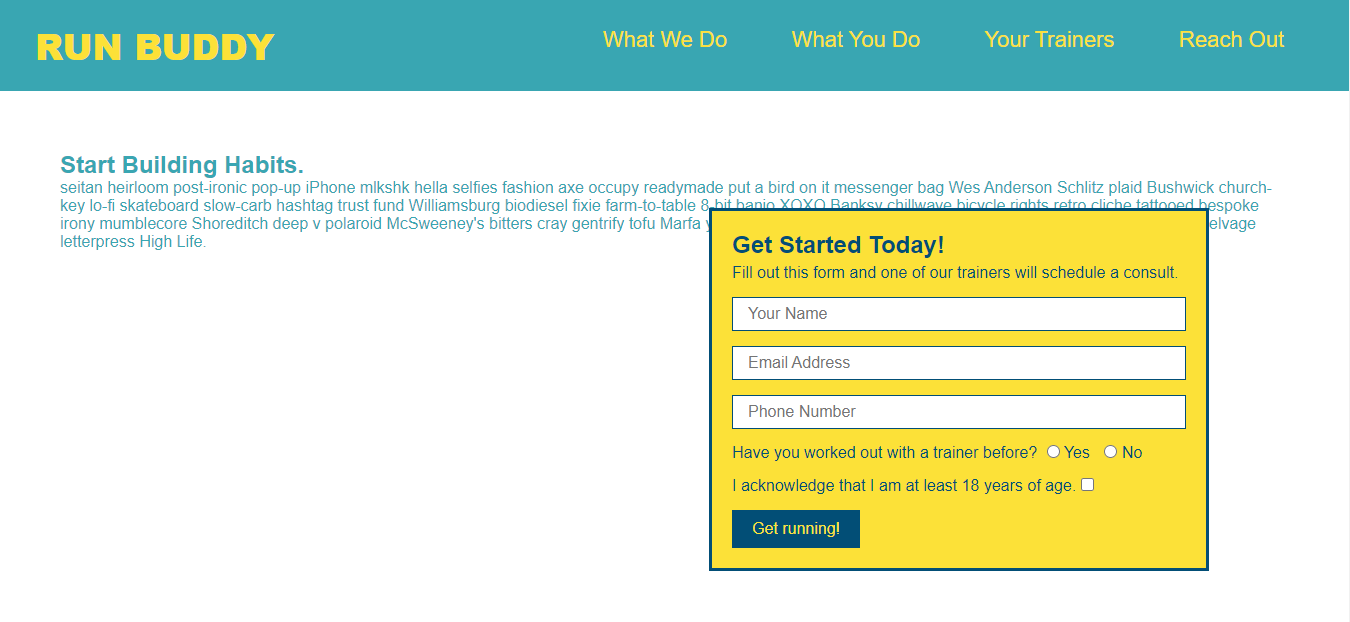 RUN BUDDY
What We Do
What You Do
Your Trainers
Reach Out
Start Building Habits.
seitan heirloom post-ironic pop-up iPhone mlkshk hella selfies fashion axe occupy readymade put a bird on it messenger bag Wes Anderson Schlitz plaid Bushwick church-
key lo-fi skateboard slow-carb hashtag trust fund Williamsburg biodiesel fixie farm-to-table 8-bit banjo XOXO Banksy chillwave bicycle rights retro cliche tattooed bespoke
irony mumblecore Shoreditch deep v polaroid McSweeney's bitters cray gentrify tofu Marfa
letterpress High Life.
Get Started Today!
Fill out this form and one of our trainers will schedule a consult.
Your Name
Email Address
Phone Number
Have you worked out with a trainer before? Yes No
I acknowledge that I am at least 18 years of age.
Get running!